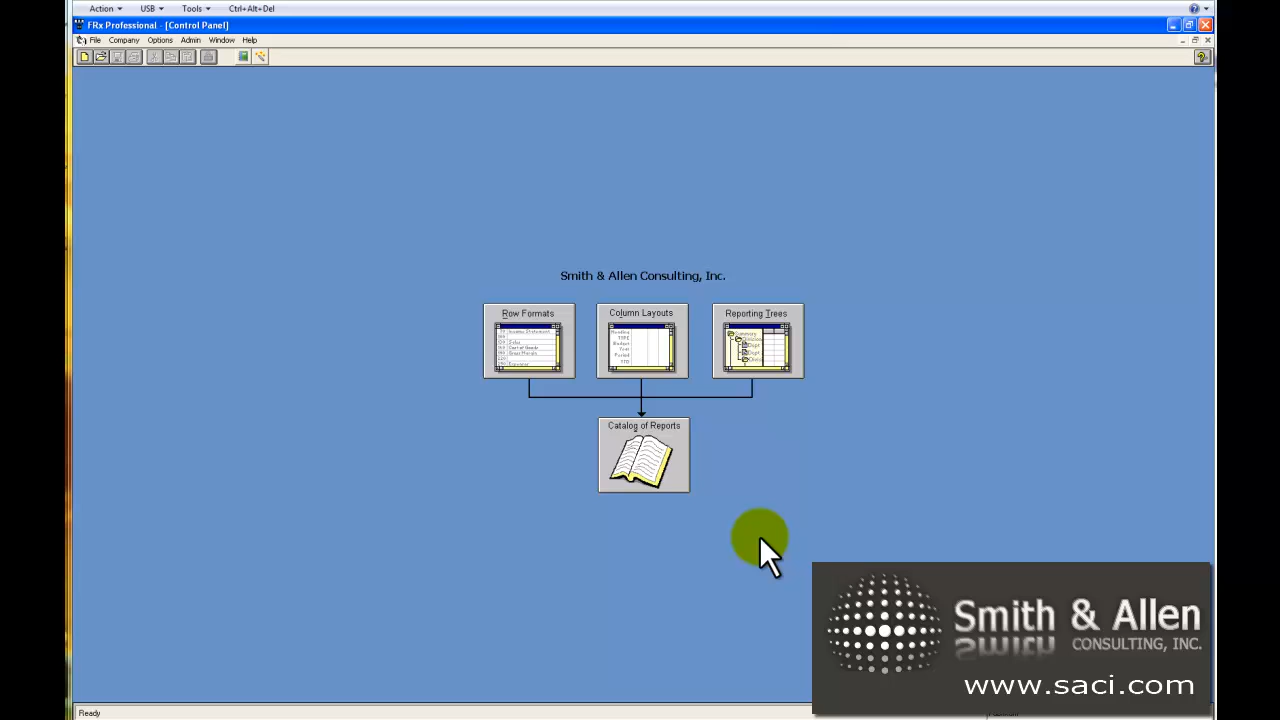 Action USB Tools Ctrl+Alt+Del
FRx Professional - [Control Panel]
File Company Options Admin Window Help
Smith & Allen Consulting, Inc.
Row Formats Column Layouts Reporting Trees
Catalog of Reports
Smith & Allen
CONSULTING, INC.
www.saci.com
Ready